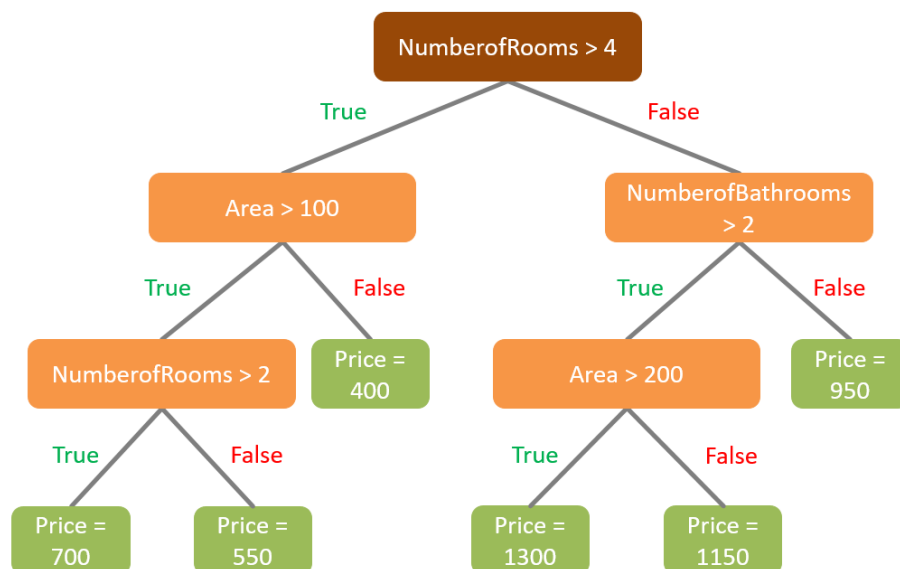 NumberofRooms > 4
True
False
Area > 100
NumberofBathrooms
> 2
True
False
True
False
NumberofRooms > 2
Price =
400
Area > 200
Price =
950
True
False
True
False
Price =
700
Price =
550
Price =
1300
Price =
1150